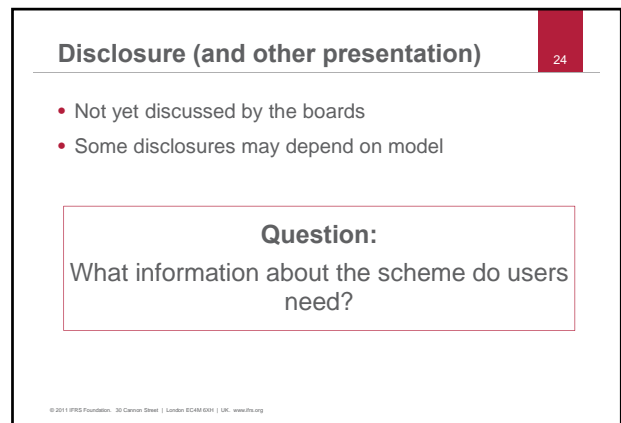 Disclosure (and other presentation)
24
• Not yet discussed by the boards
• Some disclosures may depend on model
Question:
What information about the scheme do users
need?
© 2011 IFRS Foundation. 30 Cannon Street | London EC4M 6XH | UK. www.ifrs.org